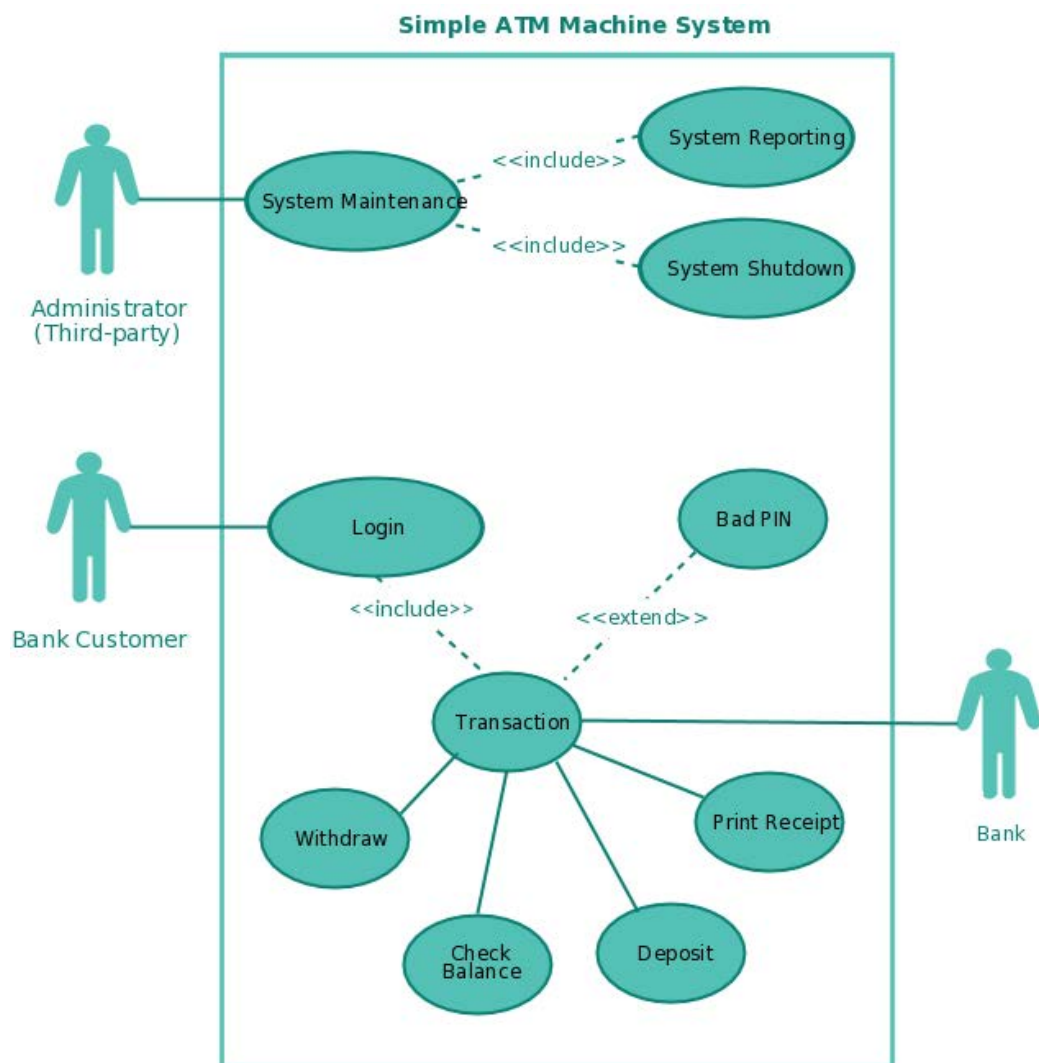 Simple ATM Machine System
System Reporting
<<include>>
System Maintenance
<<include>>
System Shutdown
Administrator
(Third-party)
Login
Bad PIN
<<include>>
<<extend>>
Bank Customer
Transaction
Print Receipt
Withdraw
Bank
Check
Balance
Deposit